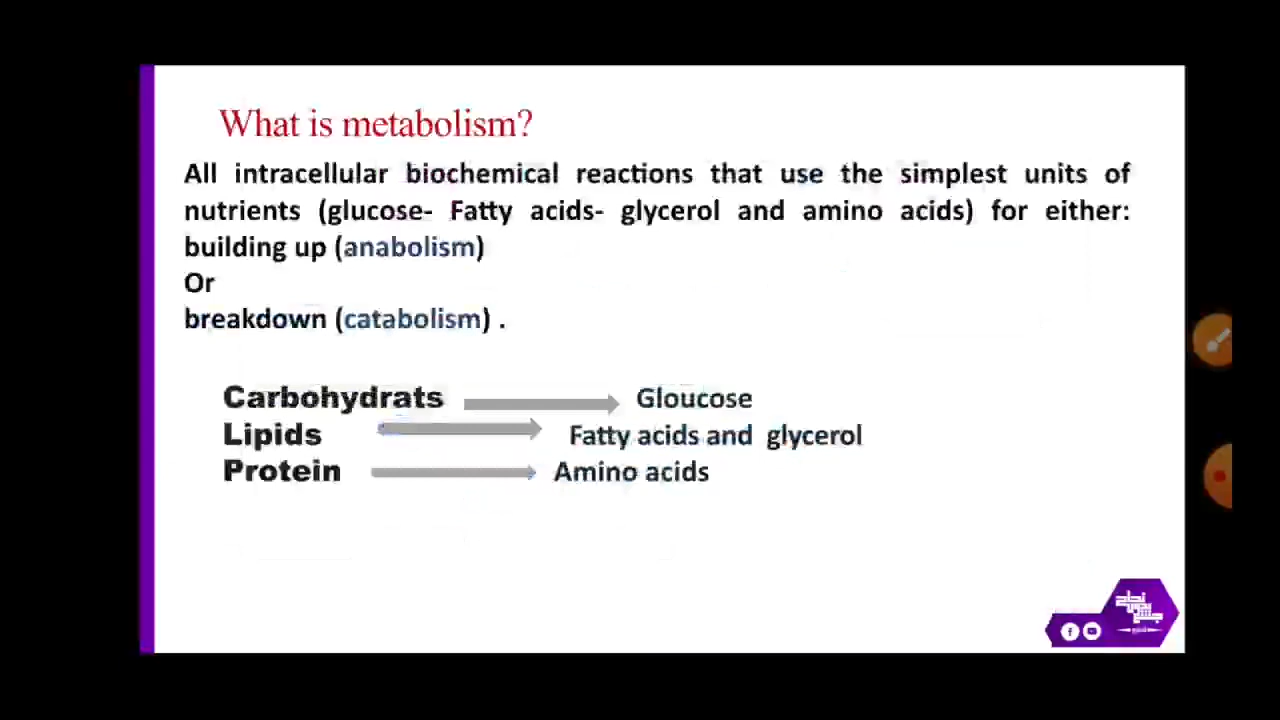 What is metabolism?
All intracellular biochemical reactions that use the simplest units of
nutrients (glucose- Fatty acids- glycerol and amino acids) for either:
building up (anabolism)
Or
breakdown (catabolism) .
Carbohydrats Gloucose
Lipids Fatty acids and glycerol
Protein Amino acids